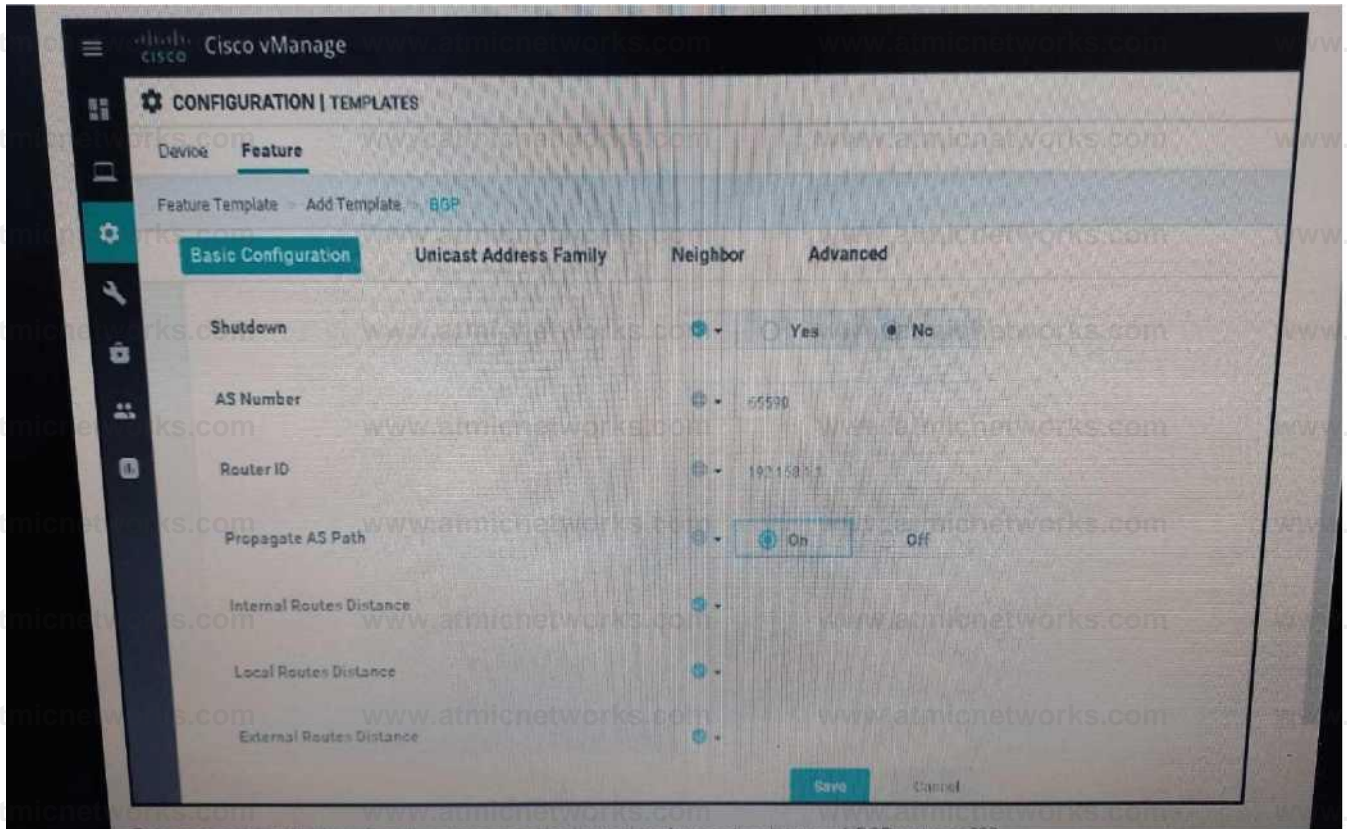 cisco Cisco vManage
CONFIGURATION | TEMPLATES
Device Feature
Feature Template > Add Template > BGP
Basic Configuration Unicast Address Family Neighbor Advanced
Shutdown Yes No
AS Number 65590
Router ID
Propagate AS Path On Off
Internal Routes Distance
Local Routes Distance
External Routes Distance
Save Cancel
www.atmicnetworks.com